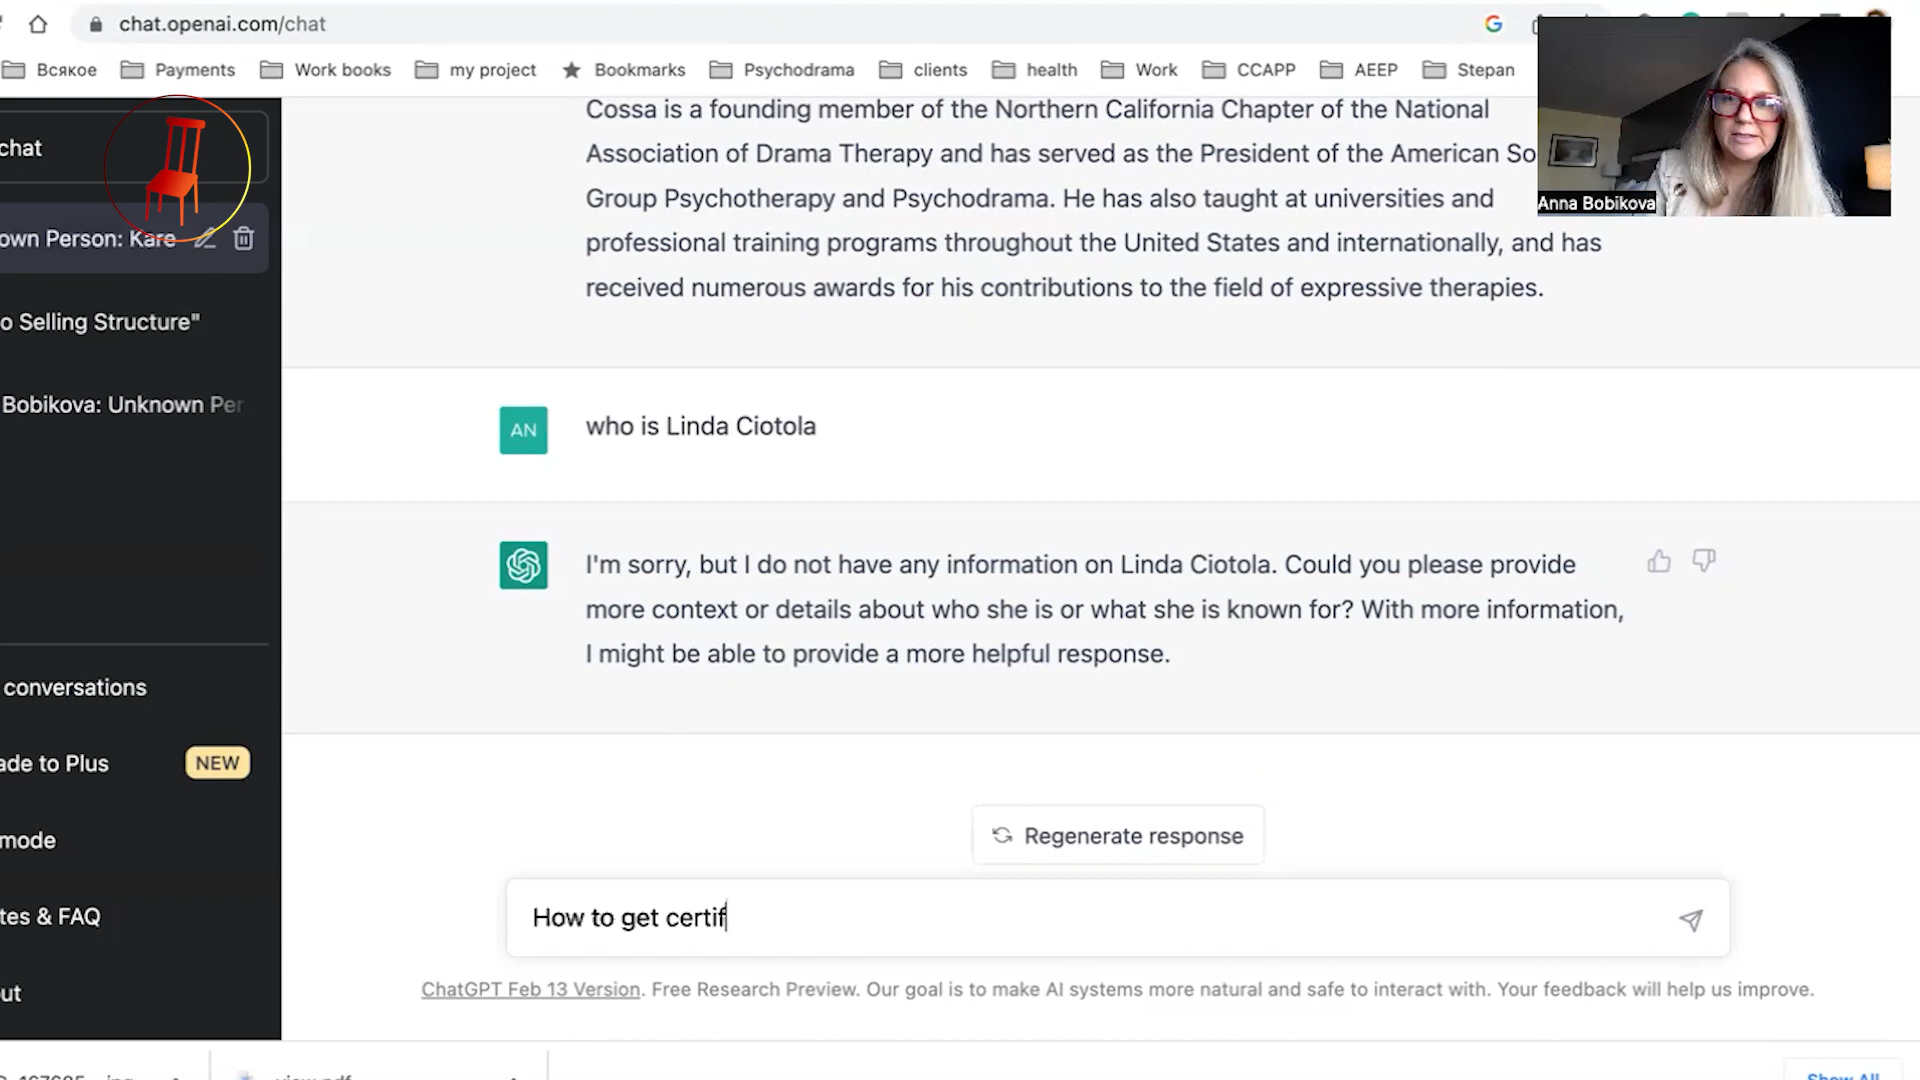 chat.openai.com/chat
Всякое Payments Work books my project Bookmarks Psychodrama clients health Work CCAPP AEEP Stepan
Anna Bobikova
chat
own Person: Kare
o Selling Structure"
Bobikova: Unknown Per
conversations
ade to Plus NEW
mode
tes & FAQ
out
Cossa is a founding member of the Northern California Chapter of the National
Association of Drama Therapy and has served as the President of the American So
Group Psychotherapy and Psychodrama. He has also taught at universities and
professional training programs throughout the United States and internationally, and has
received numerous awards for his contributions to the field of expressive therapies.
AN who is Linda Ciotola
I'm sorry, but I do not have any information on Linda Ciotola. Could you please provide
more context or details about who she is or what she is known for? With more information,
I might be able to provide a more helpful response.
Regenerate response
How to get certif
ChatGPT Feb 13 Version. Free Research Preview. Our goal is to make AI systems more natural and safe to interact with. Your feedback will help us improve.
view.pdf
Show All